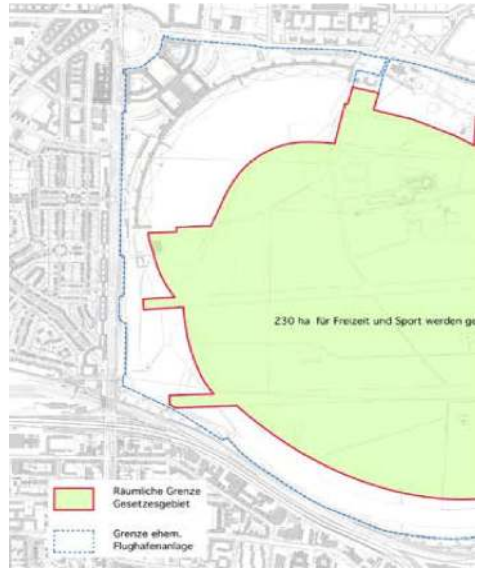 230 ha für Freizeit und Sport werden ge
Räumliche Grenze
Gesetzesgebiet
Grenze ehem.
Flughafenanlage